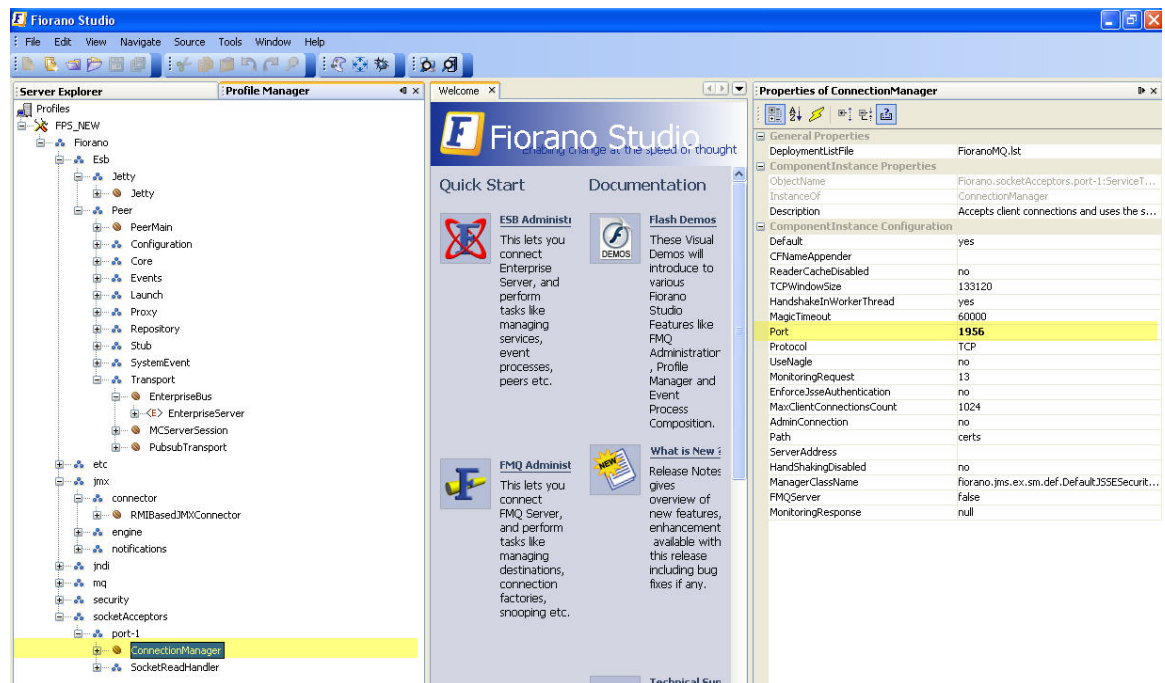 Fiorano Studio
File Edit View Navigate Source Tools Window Help
Server Explorer
Profile Manager
Profiles
FPS_NEW
Fiorano
Esb
Jetty
Jetty
Peer
PeerMain
Configuration
Core
Events
Launch
Proxy
Repository
Stub
SystemEvent
Transport
EnterpriseBus
<E> EnterpriseServer
MCServerSession
PubsubTransport
etc
jmx
connector
RMIBasedJMXConnector
engine
notifications
jndi
mq
security
socketAcceptors
port-1
ConnectionManager
SocketReadHandler
Welcome
Fiorano Studio
Enabling change at the speed of thought
Quick Start
ESB Administ
This lets you
connect
Enterprise
Server, and
perform
tasks like
managing
services,
event
processes,
peers etc.
FMQ Administ
This lets you
connect
FMQ Server,
and perform
tasks like
managing
destinations,
connection
factories,
snooping etc.
Documentation
DEMOS
Flash Demos
These Visual
Demos will
introduce to
various
Fiorano
Studio
Features like
FMQ
Administration
, Profile
Manager and
Event
Process
Composition.
NEW
What is New ?
Release Notes
gives
overview of
new features,
enhancement
available with
this release
including bug
fixes if any.
Technical Sup
Properties of ConnectionManager
General Properties
DeploymentListFile FioranoMQ.lst
ComponentInstance Properties
ObjectName Fiorano.socketAcceptors.port-1:ServiceT...
InstanceOf ConnectionManager
Description Accepts client connections and uses the s...
ComponentInstance Configuration
Default yes
CFNameAppender
ReaderCacheDisabled no
TCPWindowSize 133120
HandshakeInWorkerThread yes
MagicTimeout 60000
Port 1956
Protocol TCP
UseNagle no
MonitoringRequest 13
EnforceJsseAuthentication no
MaxClientConnectionsCount 1024
AdminConnection no
Path certs
ServerAddress
HandShakingDisabled no
ManagerClassName fiorano.jms.ex.sm.def.DefaultJSSESecurit...
FMQServer false
MonitoringResponse null